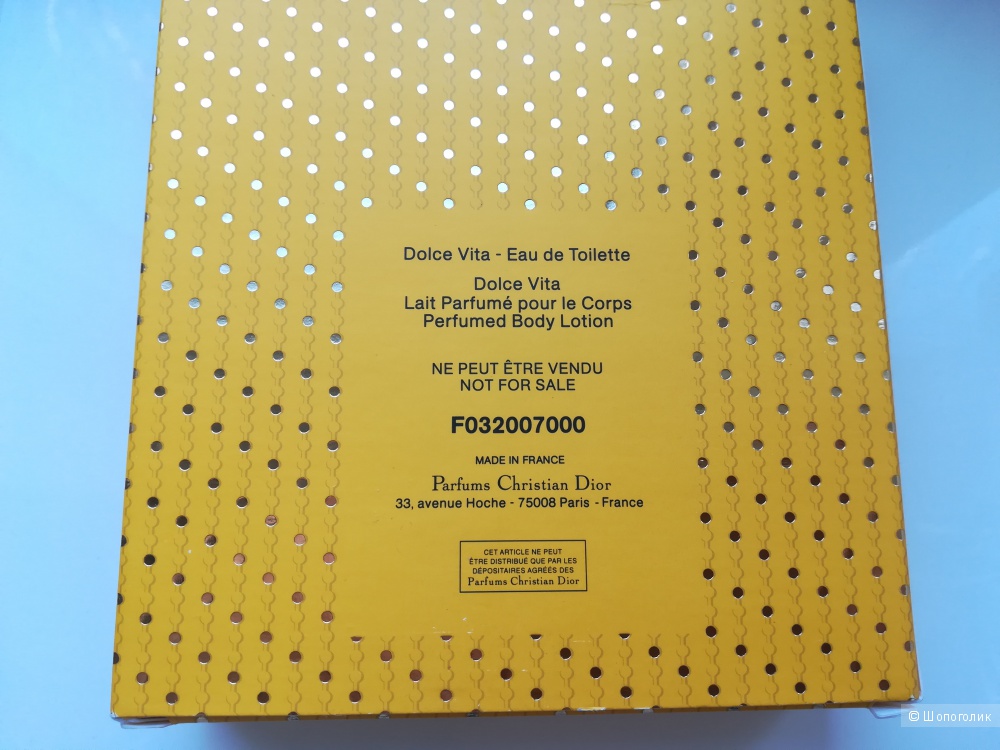 Dolce Vita - Eau de Toilette
Dolce Vita
Lait Parfumé pour le Corps
Perfumed Body Lotion
NE PEUT ÊTRE VENDU
NOT FOR SALE
F032007000
MADE IN FRANCE
Parfums Christian Dior
33, avenue Hoche - 75008 Paris - France
CET ARTICLE NE PEUT
ÊTRE DISTRIBUÉ QUE PAR LES
DÉPOSITAIRES AGRÉÉS DES
Parfums Christian Dior
© Шопоголик